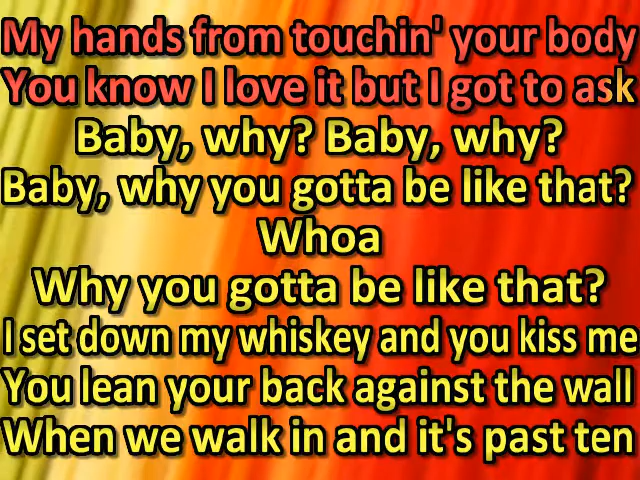 My hands from touchin' your body
You know I love it but I got to ask
Baby, why? Baby, why?
Baby, why you gotta be like that?
Whoa
Why you gotta be like that?
I set down my whiskey and you kiss me
You lean your back against the wall
When we walk in and it's past ten